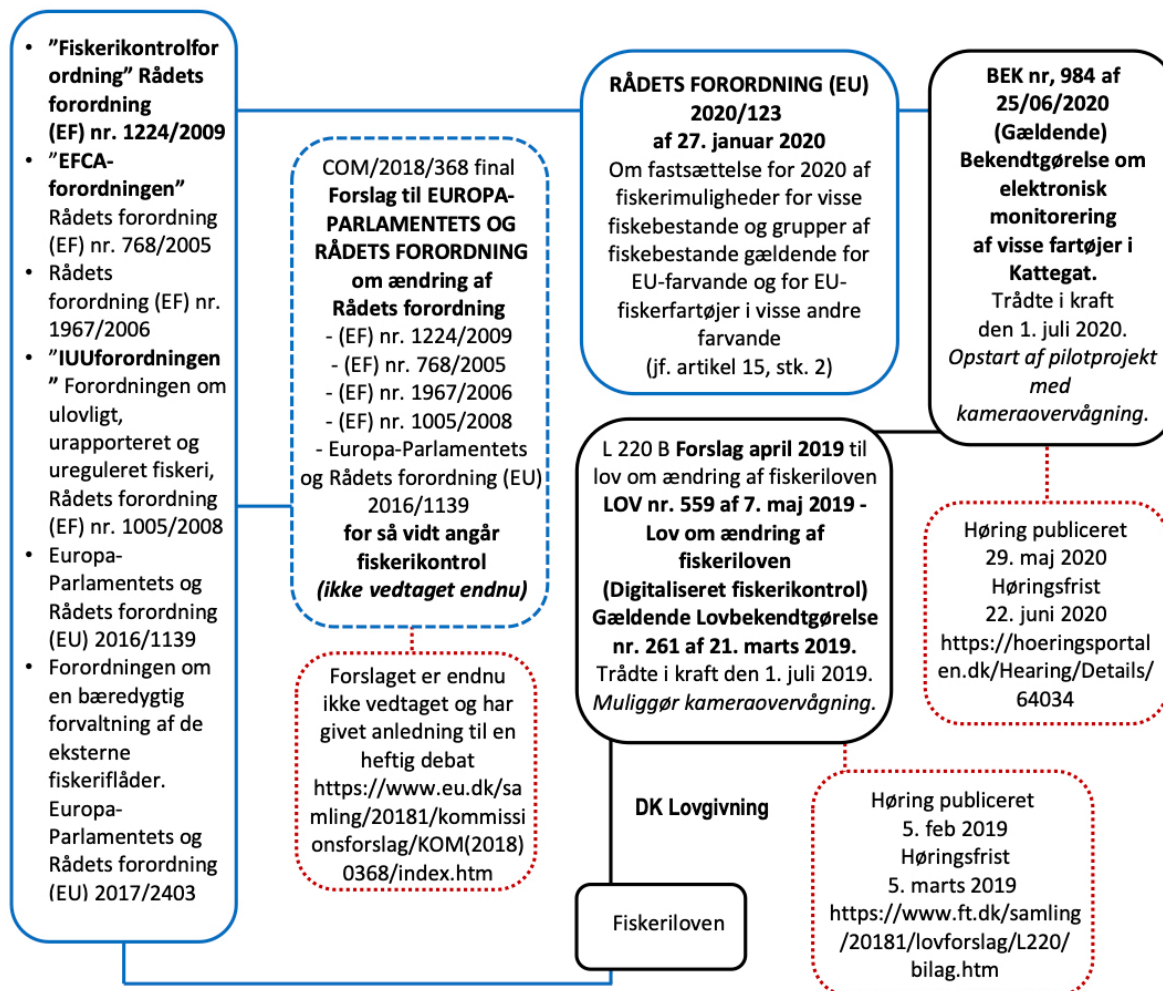 • ”Fiskerikontrolfor
ordning” Rådets
forordning
(EF) nr. 1224/2009
• ”EFCA-
forordningen”
Rådets forordning
(EF) nr. 768/2005
• Rådets
forordning (EF) nr.
1967/2006
• ”IUUforordningen
” Forordningen om
ulovligt,
urapporteret og
ureguleret fiskeri,
Rådets forordning
(EF) nr. 1005/2008
• Europa-
Parlamentets og
Rådets forordning
(EU) 2016/1139
• Forordningen om
en bæredygtig
forvaltning af de
eksterne
fiskeriflåder.
Europa-
Parlamentets og
Rådets forordning
(EU) 2017/2403
COM/2018/368 final
Forslag til EUROPA-
PARLAMENTETS OG
RÅDETS FORORDNING
om ændring af
Rådets forordning
- (EF) nr. 1224/2009
- (EF) nr. 768/2005
- (EF) nr. 1967/2006
- (EF) nr. 1005/2008
- Europa-Parlamentets
og Rådets forordning (EU)
2016/1139
for så vidt angår
fiskerikontrol
(ikke vedtaget endnu)
Forslaget er endnu
ikke vedtaget og har
givet anledning til en
heftig debat
https://www.eu.dk/sa
mling/20181/kommissi
onsforslag/KOM(2018)
0368/index.htm
RÅDETS FORORDNING (EU)
2020/123
af 27. januar 2020
Om fastsættelse for 2020 af
fiskerimuligheder for visse
fiskebestande og grupper af
fiskebestande gældende for
EU-farvande og for EU-
fiskerfartøjer i visse andre
farvande
(jf. artikel 15, stk. 2)
L 220 B Forslag april 2019 til
lov om ændring af fiskeriloven
LOV nr. 559 af 7. maj 2019 -
Lov om ændring af
fiskeriloven
(Digitaliseret fiskerikontrol)
Gældende Lovbekendtgørelse
nr. 261 af 21. marts 2019.
Trådte i kraft den 1. juli 2019.
Muliggør kameraovervågning.
DK Lovgivning
Fiskeriloven
BEK nr, 984 af
25/06/2020
(Gældende)
Bekendtgørelse om
elektronisk
monitorering
af visse fartøjer i
Kattegat.
Trådte i kraft
den 1. juli 2020.
Opstart af pilotprojekt
med
kameraovervågning.
Høring publiceret
29. maj 2020
Høringsfrist
22. juni 2020
https://hoeringsportal
en.dk/Hearing/Details/
64034
Høring publiceret
5. feb 2019
Høringsfrist
5. marts 2019
https://www.ft.dk/samling
/20181/lovforslag/L220/
bilag.htm